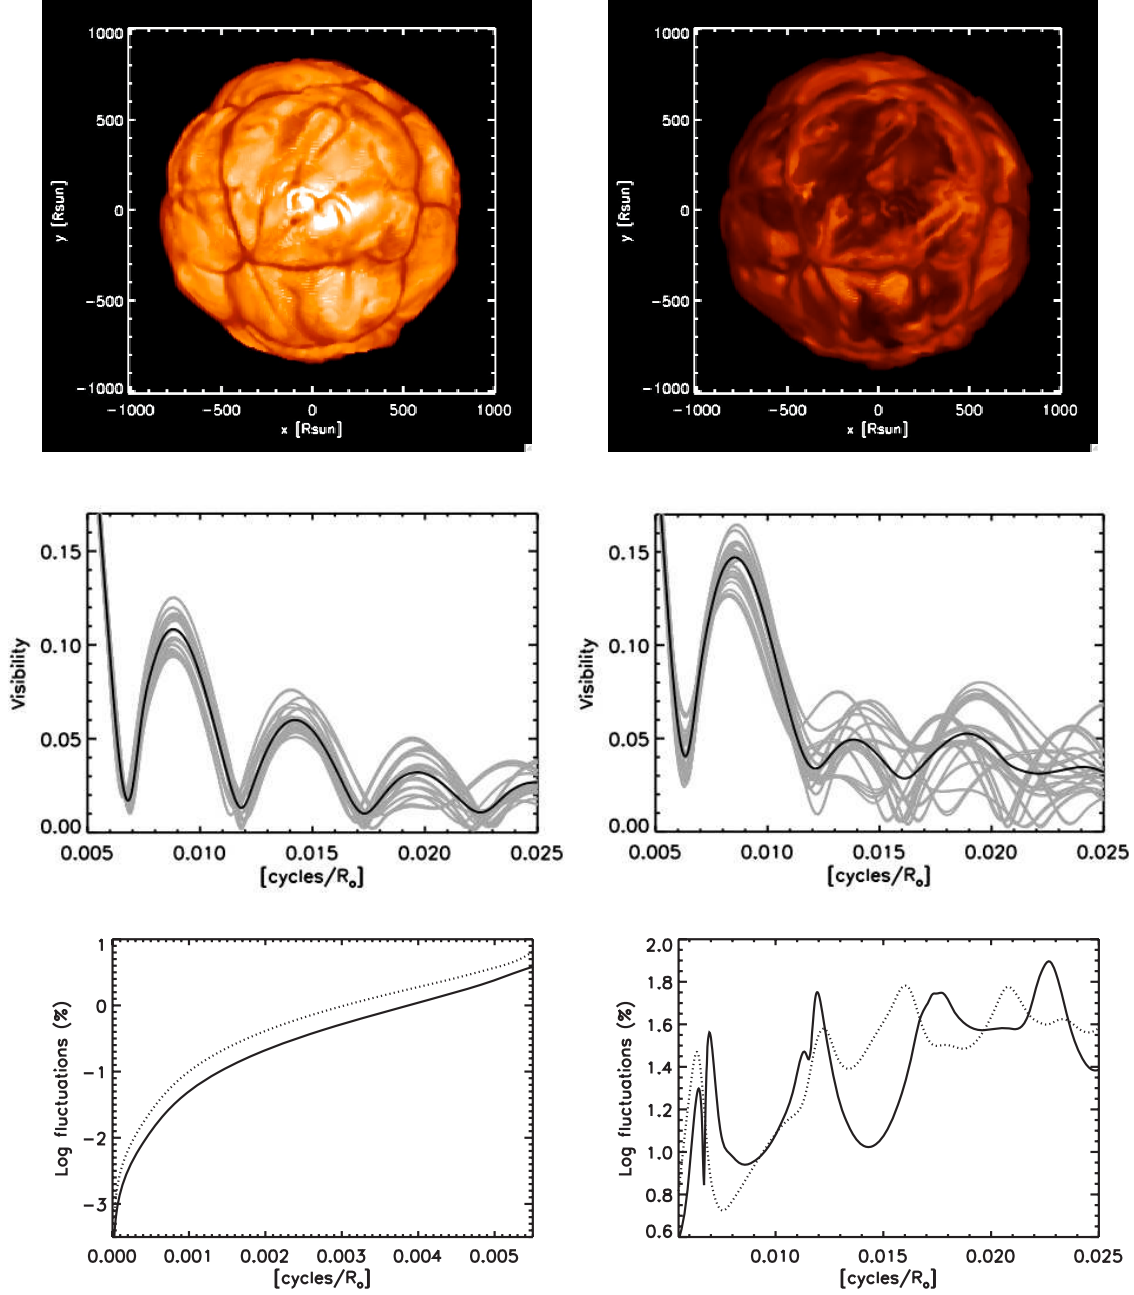 1000
500
0
−500
−1000
y [Rsun]
−1000 −500 0 500 1000
x [Rsun]
1000
500
0
−500
−1000
y [Rsun]
−1000 −500 0 500 1000
x [Rsun]
0.15
0.10
0.05
0.00
Visibility
0.005 0.010 0.015 0.020 0.025
[cycles/R₀]
0.15
0.10
0.05
0.00
Visibility
0.005 0.010 0.015 0.020 0.025
[cycles/R₀]
1
0
−1
−2
−3
Log fluctuations (%)
0.000 0.001 0.002 0.003 0.004 0.005
[cycles/R₀]
2.0
1.8
1.6
1.4
1.2
1.0
0.8
0.6
Log fluctuations (%)
0.010 0.015 0.020 0.025
[cycles/R₀]